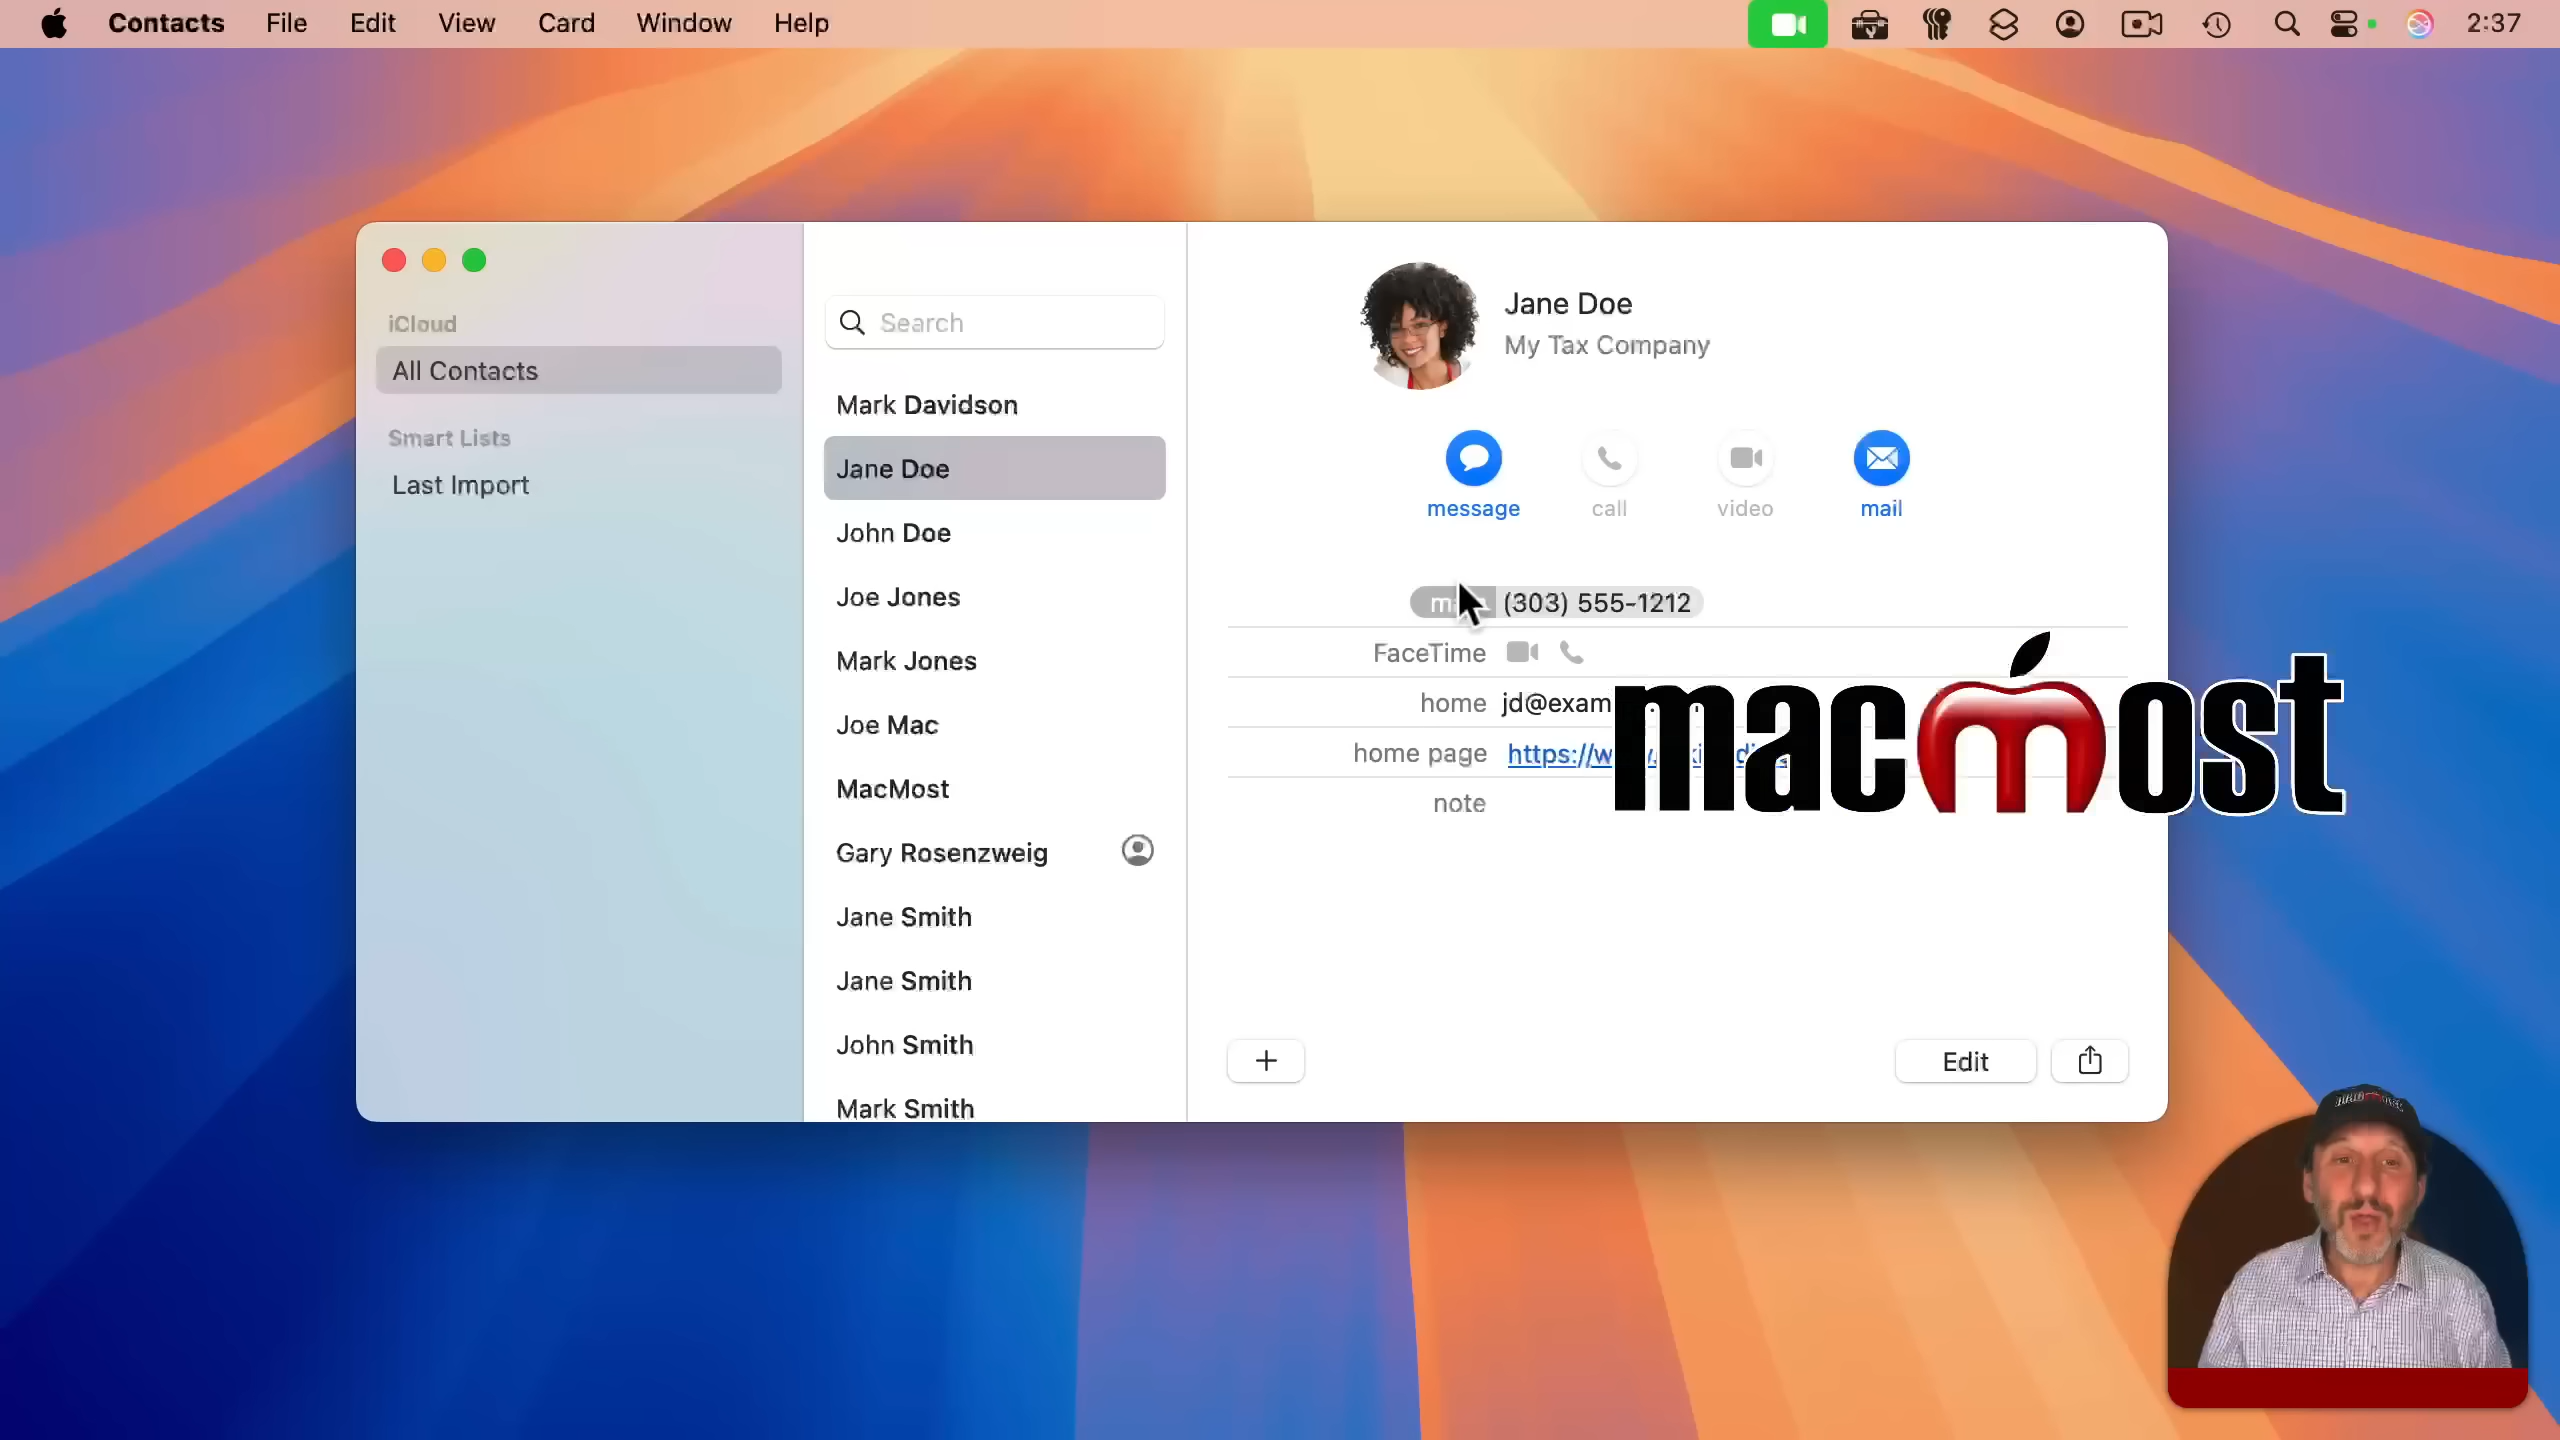 Contacts File Edit View Card Window Help 2:37
iCloud
All Contacts
Smart Lists
Last Import
Search
Mark Davidson
Jane Doe
John Doe
Joe Jones
Mark Jones
Joe Mac
MacMost
Gary Rosenzweig
Jane Smith
Jane Smith
John Smith
Mark Smith
Jane Doe
My Tax Company
message call video mail
(303) 555-1212
FaceTime
home jd@exam
home page https://w
note
macmost
Edit